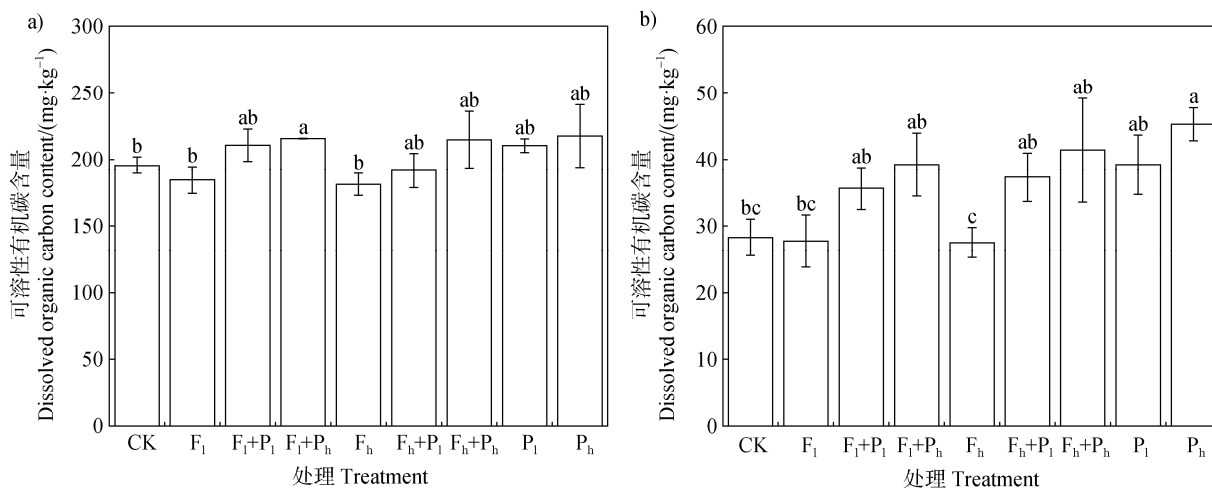 a)
可溶性有机碳含量
Dissolved organic carbon content/(mg·kg⁻¹)
300
250
200
150
100
50
0
b b ab a b ab ab ab ab
CK F₁ F₁+P₁ F₁+Pₕ Fₕ Fₕ+P₁ Fₕ+Pₕ P₁ Pₕ
处理 Treatment
b)
可溶性有机碳含量
Dissolved organic carbon content/(mg·kg⁻¹)
60
50
40
30
20
10
0
bc bc ab ab c ab ab ab a
CK F₁ F₁+P₁ F₁+Pₕ Fₕ Fₕ+P₁ Fₕ+Pₕ P₁ Pₕ
处理 Treatment